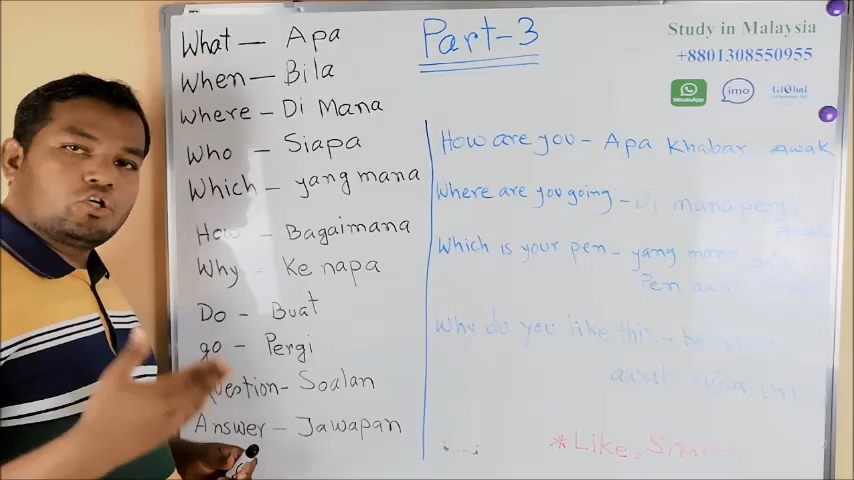 Part-3
Study in Malaysia
+8801308550955
WhatsApp
imo
Global
What — Apa
When — Bila
Where - Di Mana
Who - Siapa
Which - yang mana
How - Bagaimana
Why - Kenapa
Do - Buat
go - Pergi
Question - Soalan
Answer - Jawapan
How are you - Apa Khabar awak
Where are you going - Di mana pergi
awak
Which is your pen - yang mana
Pen awak
Why do you like this -
awak suka ini
*Like, Share